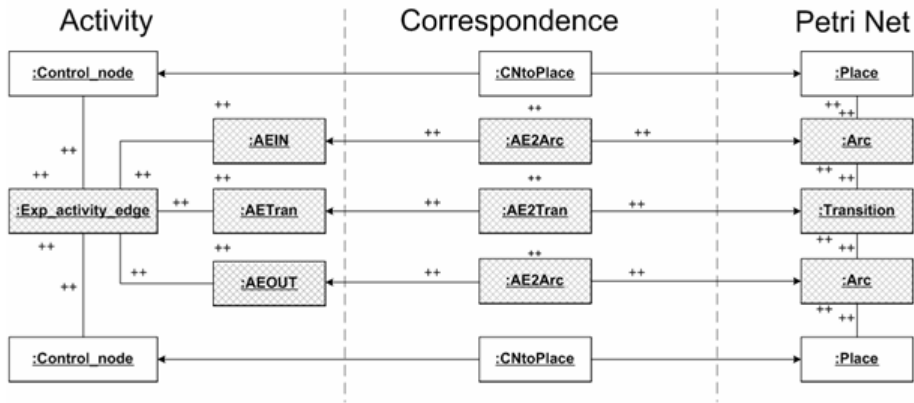 Activity Correspondence Petri Net
:Control_node :CNtoPlace :Place
++ ++ ++
++
:AEIN ++ :AE2Arc ++ :Arc
++
++ ++ ++ ++
++
:Exp_activity_edge ++ :AETran ++ :AE2Tran ++ :Transition
++ ++ ++ ++
++
++ :AEOUT ++ :AE2Arc ++ :Arc
++
++
++
:Control_node :CNtoPlace :Place